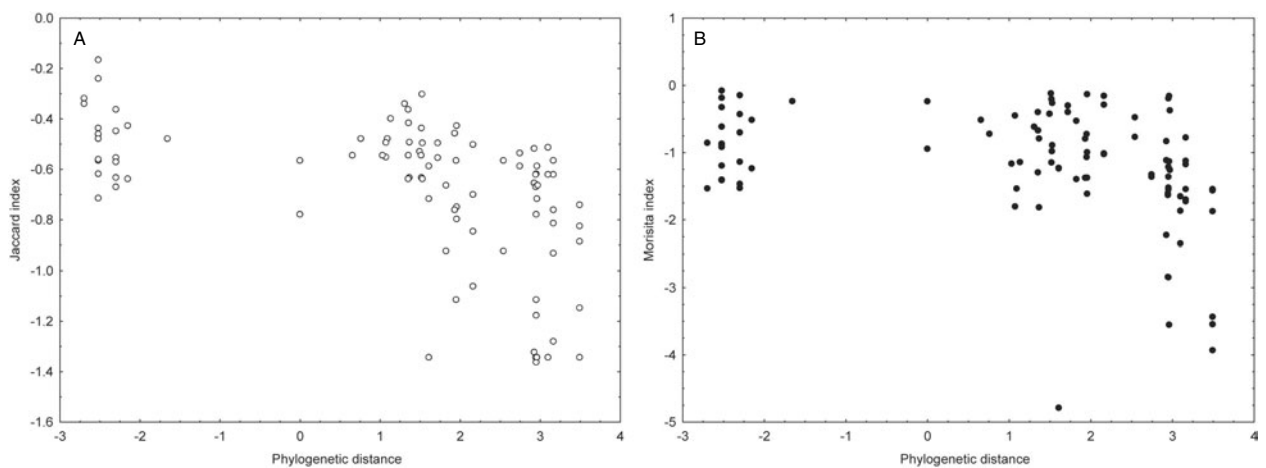 A
Jaccard index
0.0
-0.2
-0.4
-0.6
-0.8
-1.0
-1.2
-1.4
-1.6
-3 -2 -1 0 1 2 3 4
Phylogenetic distance
B
Morisita index
1
0
-1
-2
-3
-4
-5
-3 -2 -1 0 1 2 3 4
Phylogenetic distance